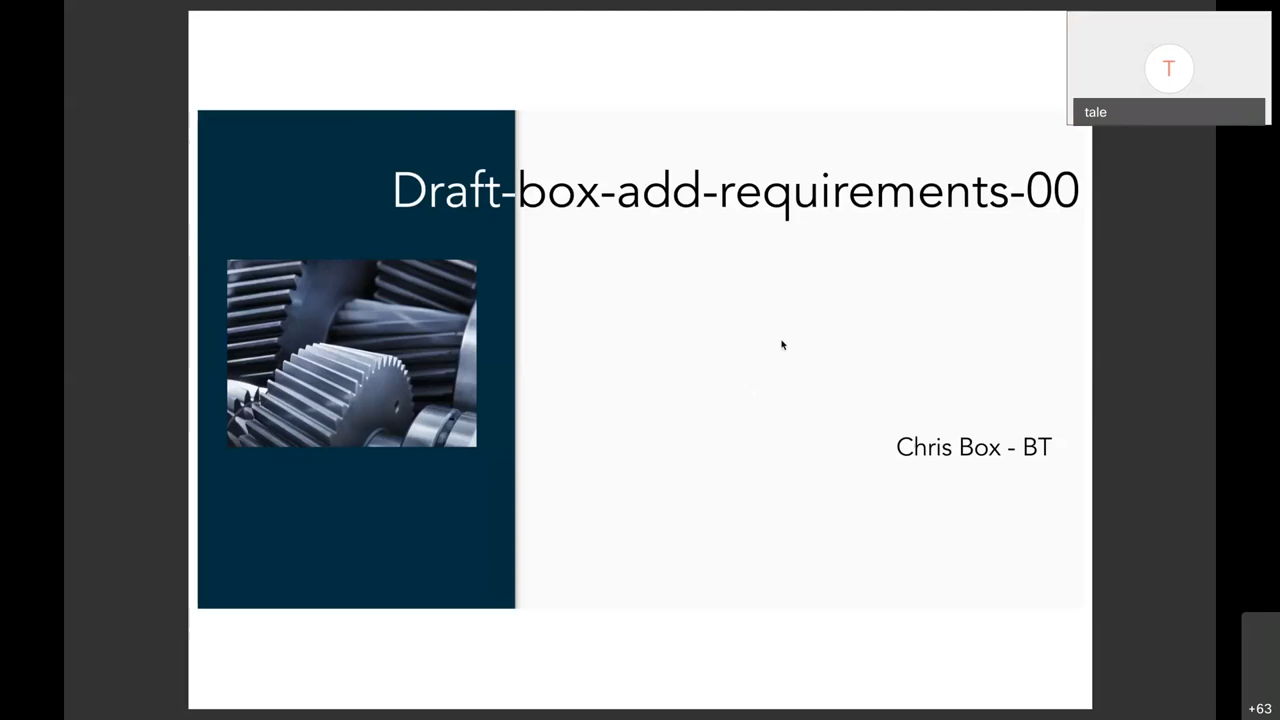 T
tale
Draft-box-add-requirements-00
Chris Box - BT
+63